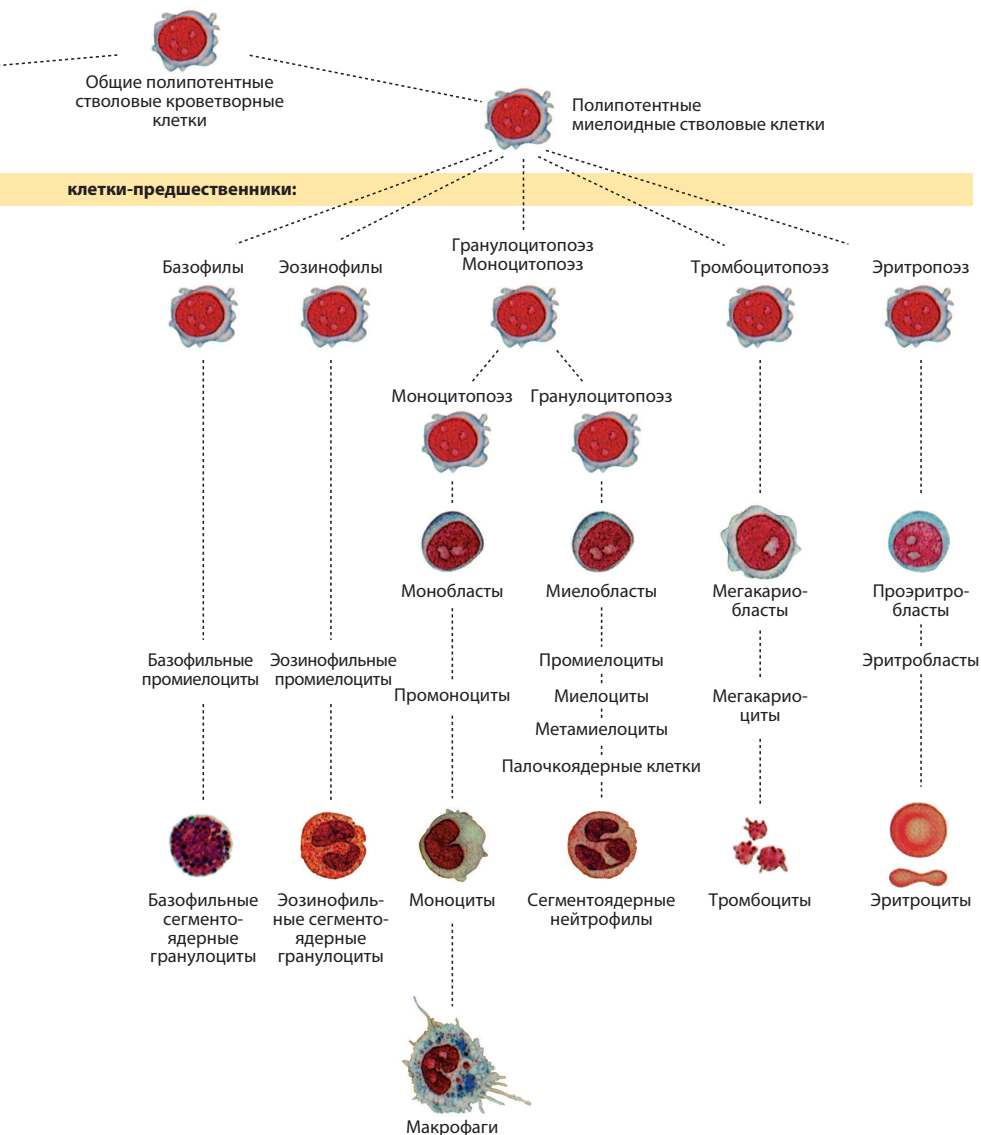 Общие полипотентные
стволовые кроветворные
клетки
Полипотентные
миелоидные стволовые клетки
клетки-предшественники:
Базофилы
Эозинофилы
Гранулоцитопоэз
Моноцитопоэз
Тромбоцитопоэз
Эритропоэз
Моноцитопоэз
Гранулоцитопоэз
Монобласты
Миелобласты
Мегакарио-
бласты
Проэритро-
бласты
Базофильные
промиелоциты
Эозинофильные
промиелоциты
Промоноциты
Промиелоциты
Миелоциты
Метамиелоциты
Палочкоядерные клетки
Мегакарио-
циты
Эритробласты
Базофильные
сегменто-
ядерные
гранулоциты
Эозинофиль-
ные сегменто-
ядерные
гранулоциты
Моноциты
Сегментоядерные
нейтрофилы
Тромбоциты
Эритроциты
Макрофаги